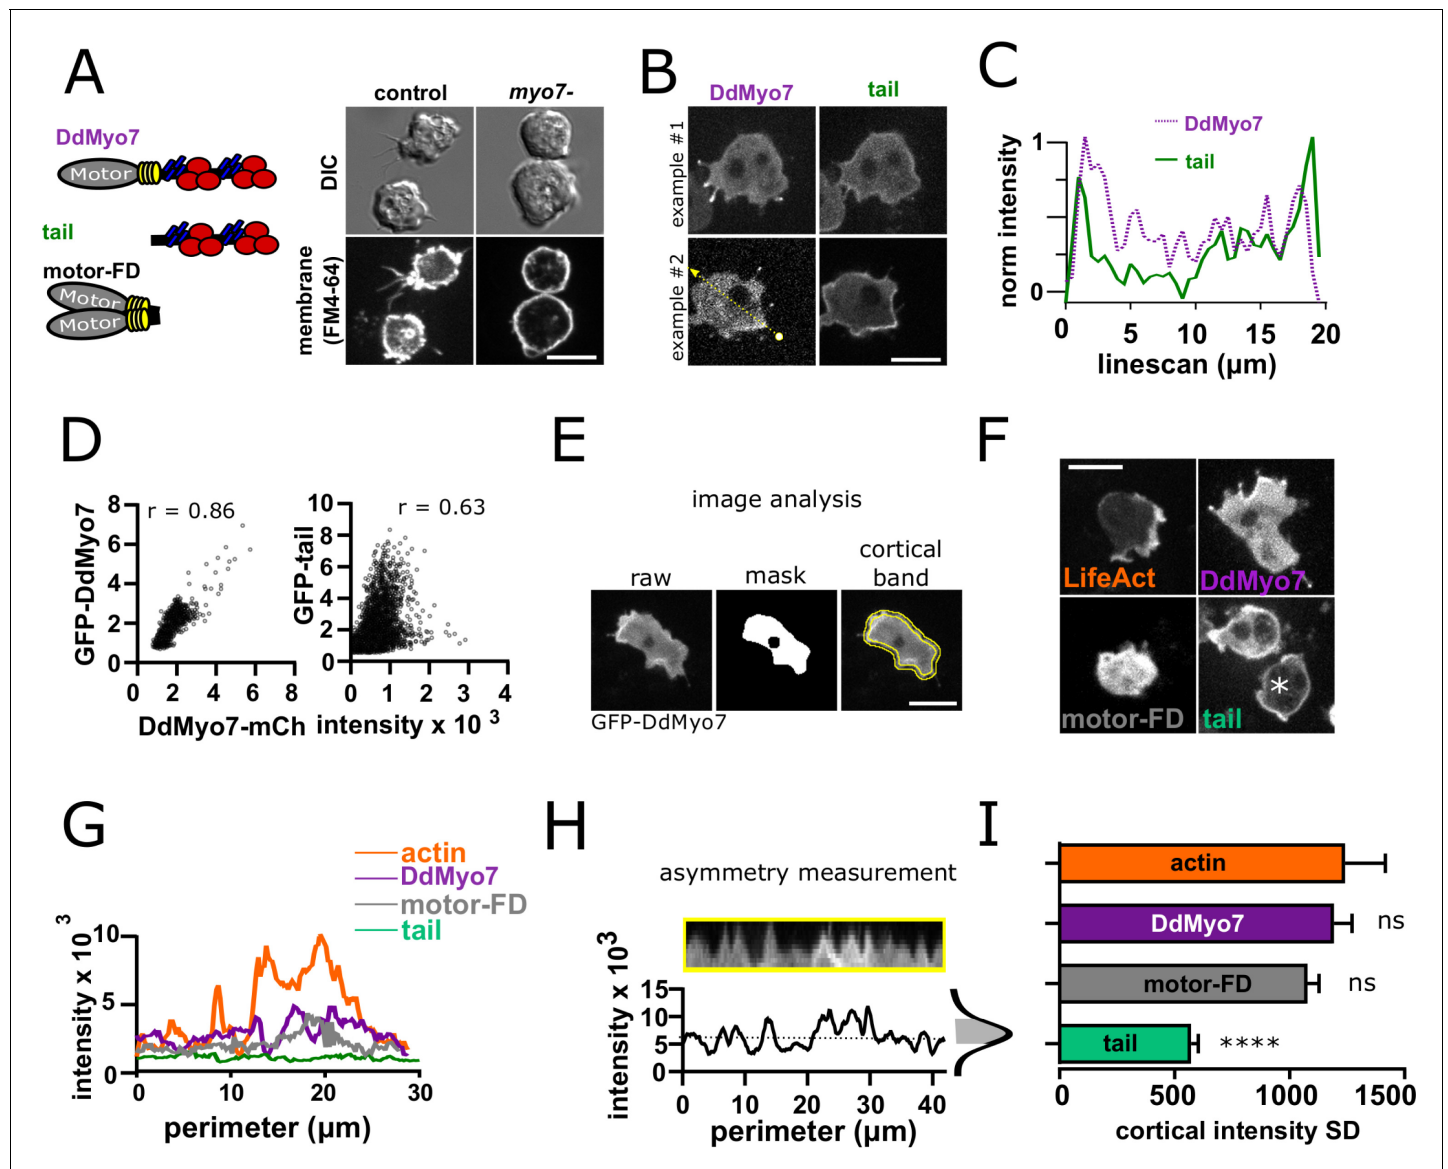 A
control
myo7-
DdMyo7
Motor
tail
motor-FD
Motor
Motor
DIC
membrane
(FM4-64)
B
DdMyo7
tail
example #1
example #2
C
DdMyo7
tail
norm intensity
1
0
0
5
10
15
20
linescan (µm)
D
GFP-DdMyo7
8
6
4
2
0
r = 0.86
0
2
4
6
8
DdMyo7-mCh
GFP-tail
10
8
6
4
2
0
r = 0.63
0
1
2
3
4
intensity x 10 3
E
image analysis
raw
mask
cortical
band
GFP-DdMyo7
F
LifeAct
DdMyo7
motor-FD
*
tail
G
actin
DdMyo7
motor-FD
tail
intensity x 10 3
10
5
0
0
10
20
30
perimeter (µm)
H
asymmetry measurement
intensity x 10 3
15
10
5
0
0
10
20
30
40
perimeter (µm)
I
actin
DdMyo7
ns
motor-FD
ns
tail
****
0
500
1000
1500
cortical intensity SD